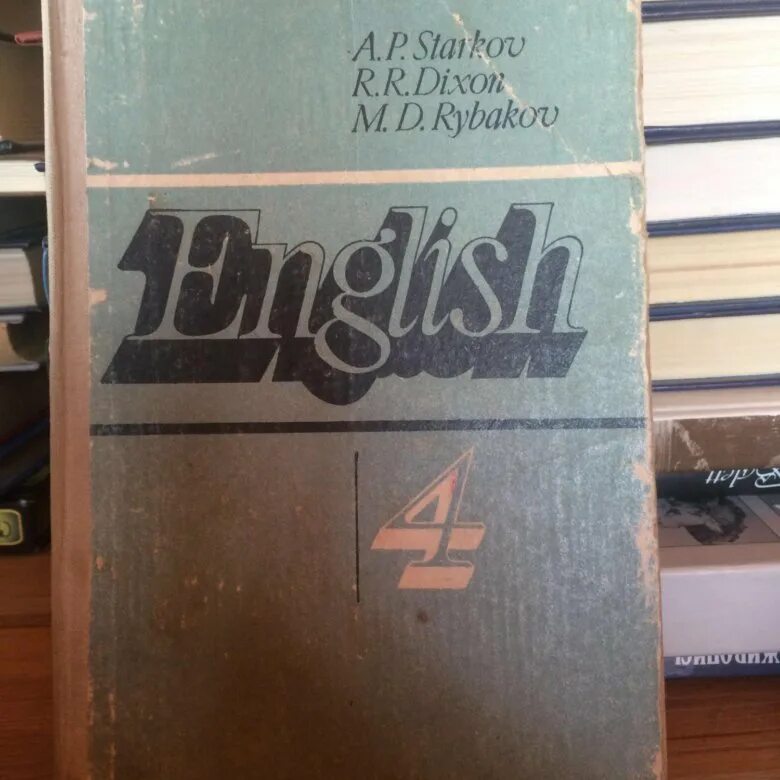 A.P. Starkov
R.R. Dixon
M.D. Rybakov
English
4